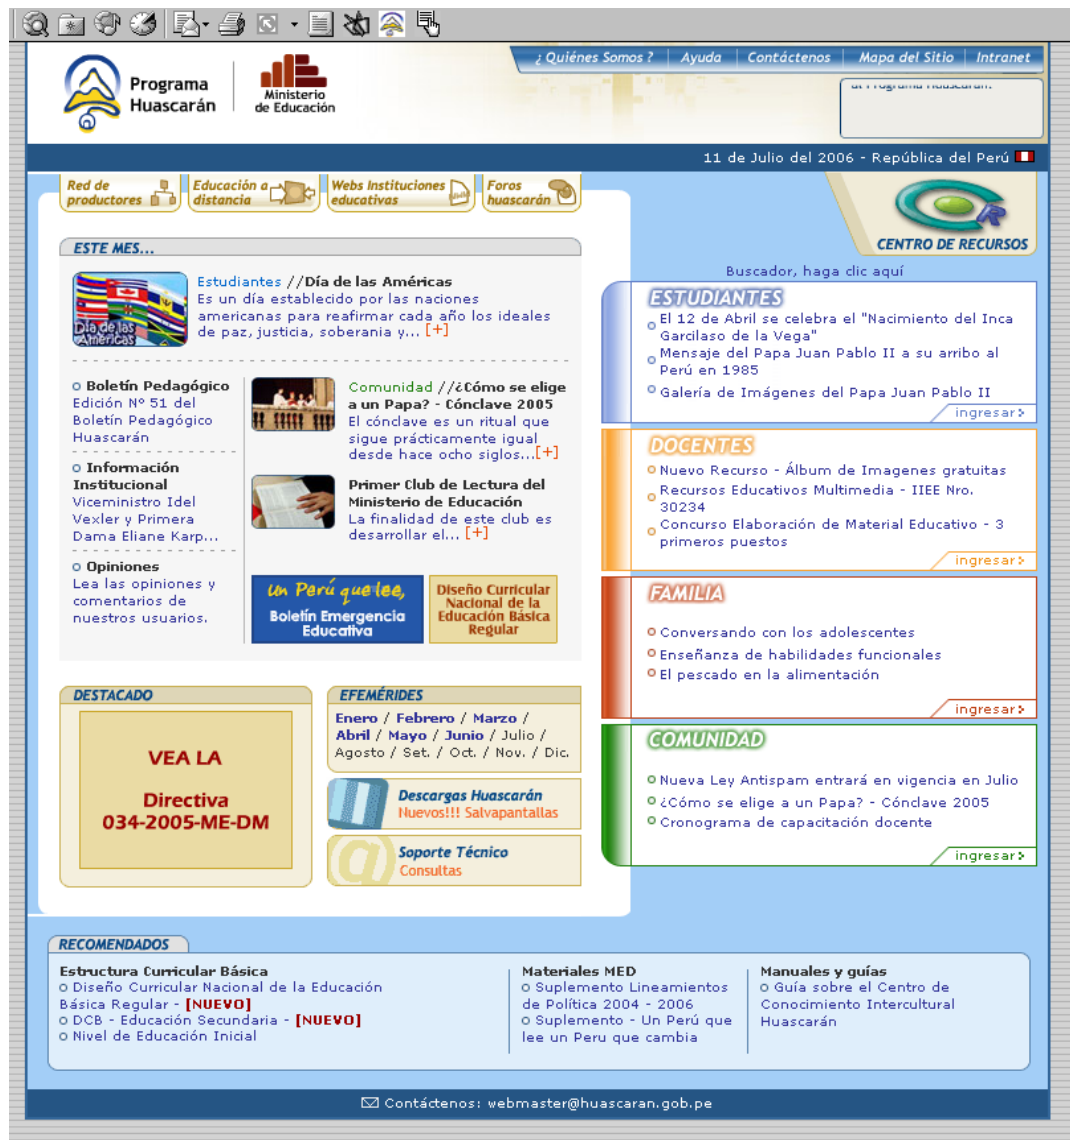 ¿ Quiénes Somos ? | Ayuda | Contáctenos | Mapa del Sitio | Intranet
Programa
Huascarán
Ministerio
de Educación
al Programa Huascarán.
11 de Julio del 2006 - República del Perú
Red de
productores
Educación a
distancia
Webs Instituciones
educativas
Foros
huascarán
CENTRO DE RECURSOS
ESTE MES...
Día de las
Américas
Estudiantes //Día de las Américas
Es un día establecido por las naciones
americanas para reafirmar cada año los ideales
de paz, justicia, soberania y... [+]
Boletín Pedagógico
Edición Nº 51 del
Boletín Pedagógico
Huascarán
Información
Institucional
Viceministro Idel
Vexler y Primera
Dama Eliane Karp...
Opiniones
Lea las opiniones y
comentarios de
nuestros usuarios.
Comunidad //¿Cómo se elige
a un Papa? - Cónclave 2005
El cónclave es un ritual que
sigue prácticamente igual
desde hace ocho siglos...[+]
Primer Club de Lectura del
Ministerio de Educación
La finalidad de este club es
desarrollar el... [+]
un Perú que lee,
Boletín Emergencia
Educativa
Diseño Curricular
Nacional de la
Educación Básica
Regular
DESTACADO
VEA LA
Directiva
034-2005-ME-DM
EFEMÉRIDES
Enero / Febrero / Marzo /
Abril / Mayo / Junio / Julio /
Agosto / Set. / Oct. / Nov. / Dic.
Descargas Huascarán
Nuevos!!! Salvapantallas
Soporte Técnico
Consultas
Buscador, haga clic aquí
ESTUDIANTES
El 12 de Abril se celebra el "Nacimiento del Inca
Garcilaso de la Vega"
Mensaje del Papa Juan Pablo II a su arribo al
Perú en 1985
Galería de Imágenes del Papa Juan Pablo II
ingresar
DOCENTES
Nuevo Recurso - Álbum de Imagenes gratuitas
Recursos Educativos Multimedia - IIEE Nro.
30234
Concurso Elaboración de Material Educativo - 3
primeros puestos
ingresar
FAMILIA
Conversando con los adolescentes
Enseñanza de habilidades funcionales
El pescado en la alimentación
ingresar
COMUNIDAD
Nueva Ley Antispam entrará en vigencia en Julio
¿Cómo se elige a un Papa? - Cónclave 2005
Cronograma de capacitación docente
ingresar
RECOMENDADOS
Estructura Curricular Básica
Diseño Curricular Nacional de la Educación
Básica Regular - [NUEVO]
DCB - Educación Secundaria - [NUEVO]
Nivel de Educación Inicial
Materiales MED
Suplemento Lineamientos
de Política 2004 - 2006
Suplemento - Un Perú que
lee un Peru que cambia
Manuales y guías
Guía sobre el Centro de
Conocimiento Intercultural
Huascarán
Contáctenos: webmaster@huascaran.gob.pe